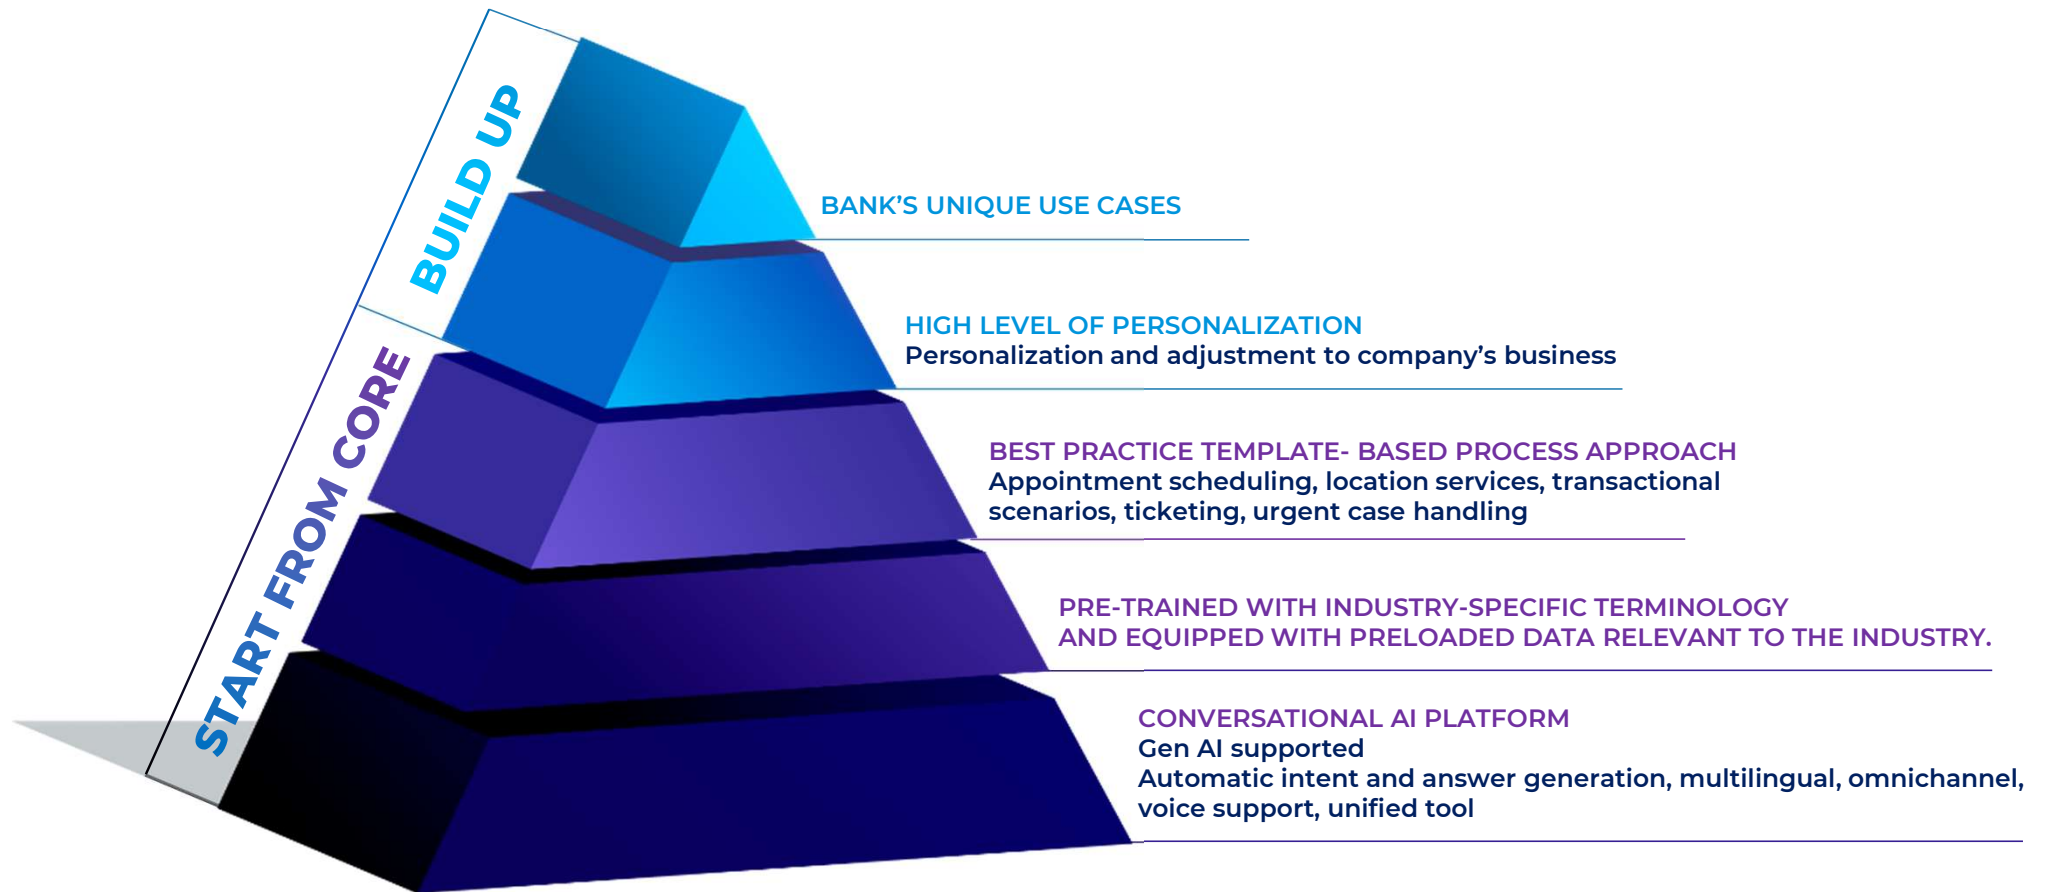 BUILD UP
START FROM CORE
BANK’S UNIQUE USE CASES
HIGH LEVEL OF PERSONALIZATION
Personalization and adjustment to company’s business
BEST PRACTICE TEMPLATE- BASED PROCESS APPROACH
Appointment scheduling, location services, transactional
scenarios, ticketing, urgent case handling
PRE-TRAINED WITH INDUSTRY-SPECIFIC TERMINOLOGY
AND EQUIPPED WITH PRELOADED DATA RELEVANT TO THE INDUSTRY.
CONVERSATIONAL AI PLATFORM
Gen AI supported
Automatic intent and answer generation, multilingual, omnichannel,
voice support, unified tool